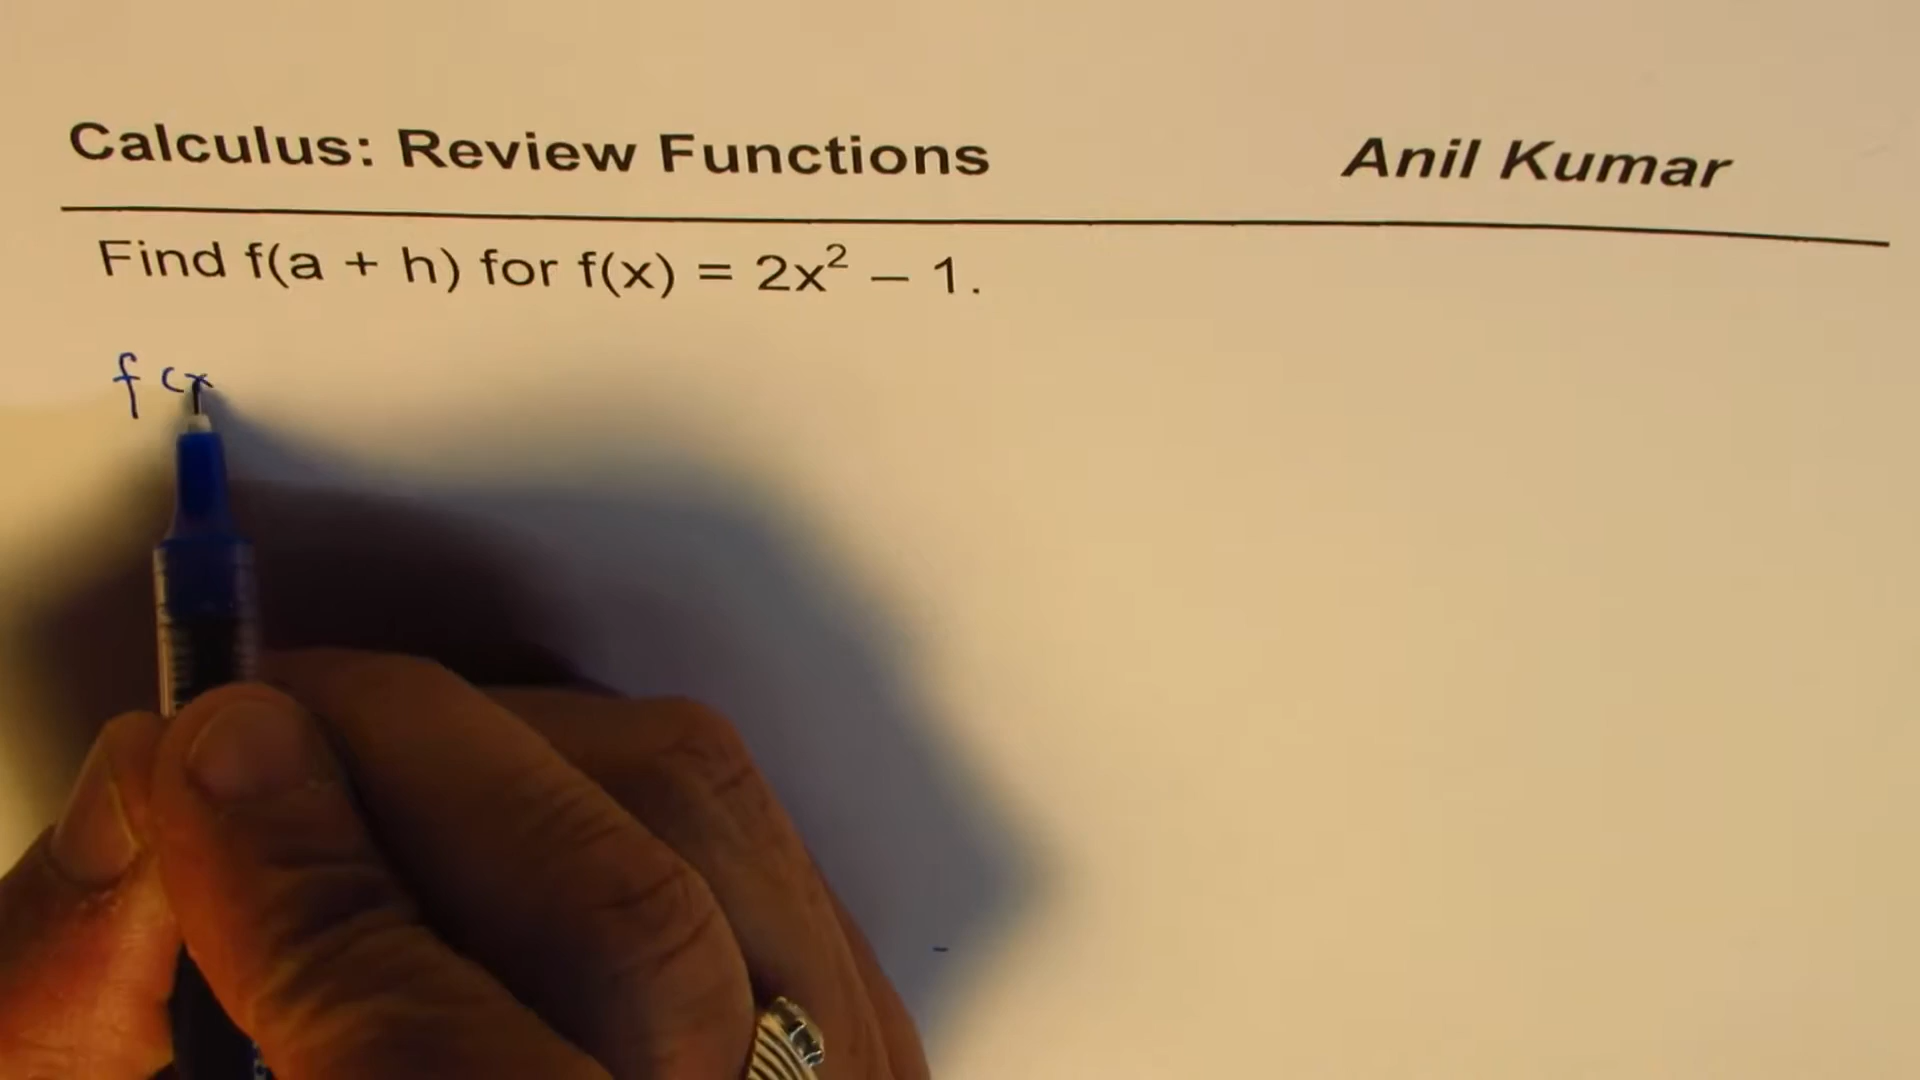 Calculus: Review Functions Anil Kumar
Find f(a + h) for f(x) = 2x² – 1.
f(x